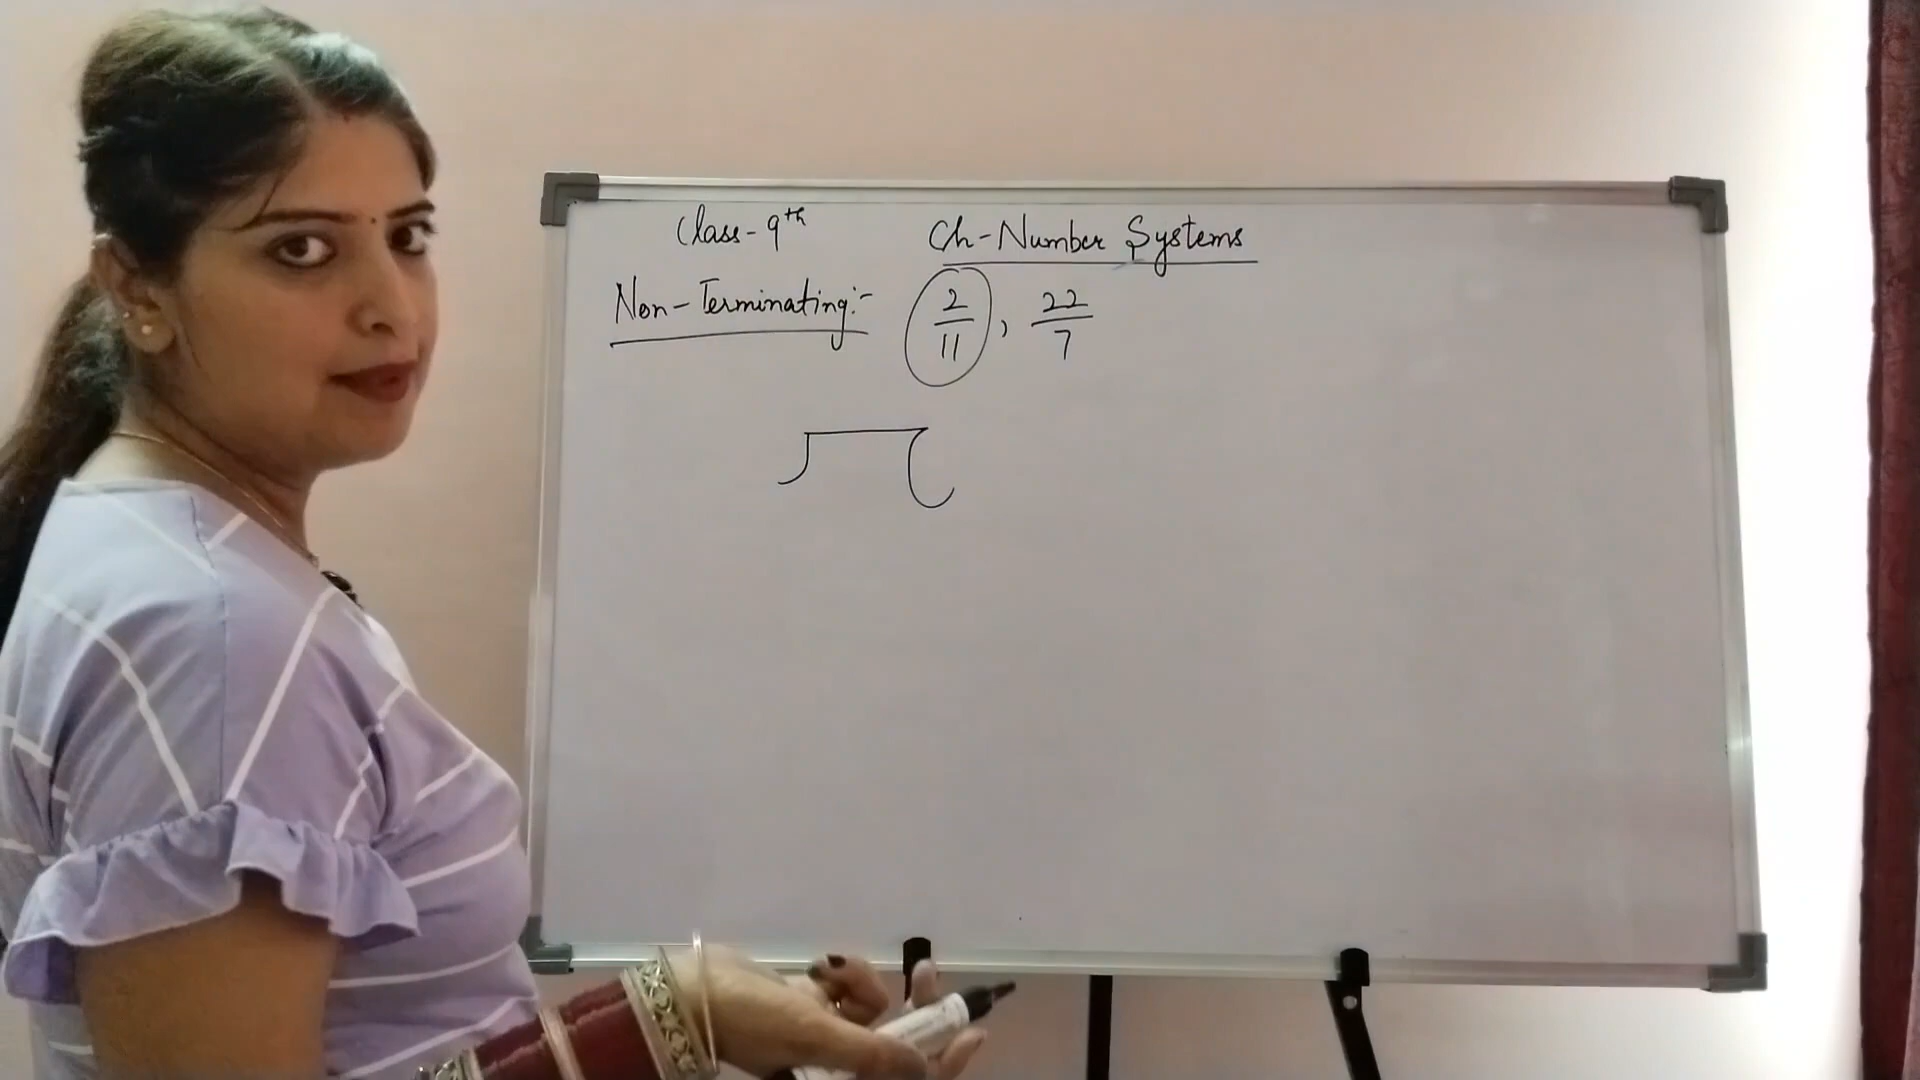 Class-9th Ch-Number Systems
Non-Terminating:- 2/11, 22/7